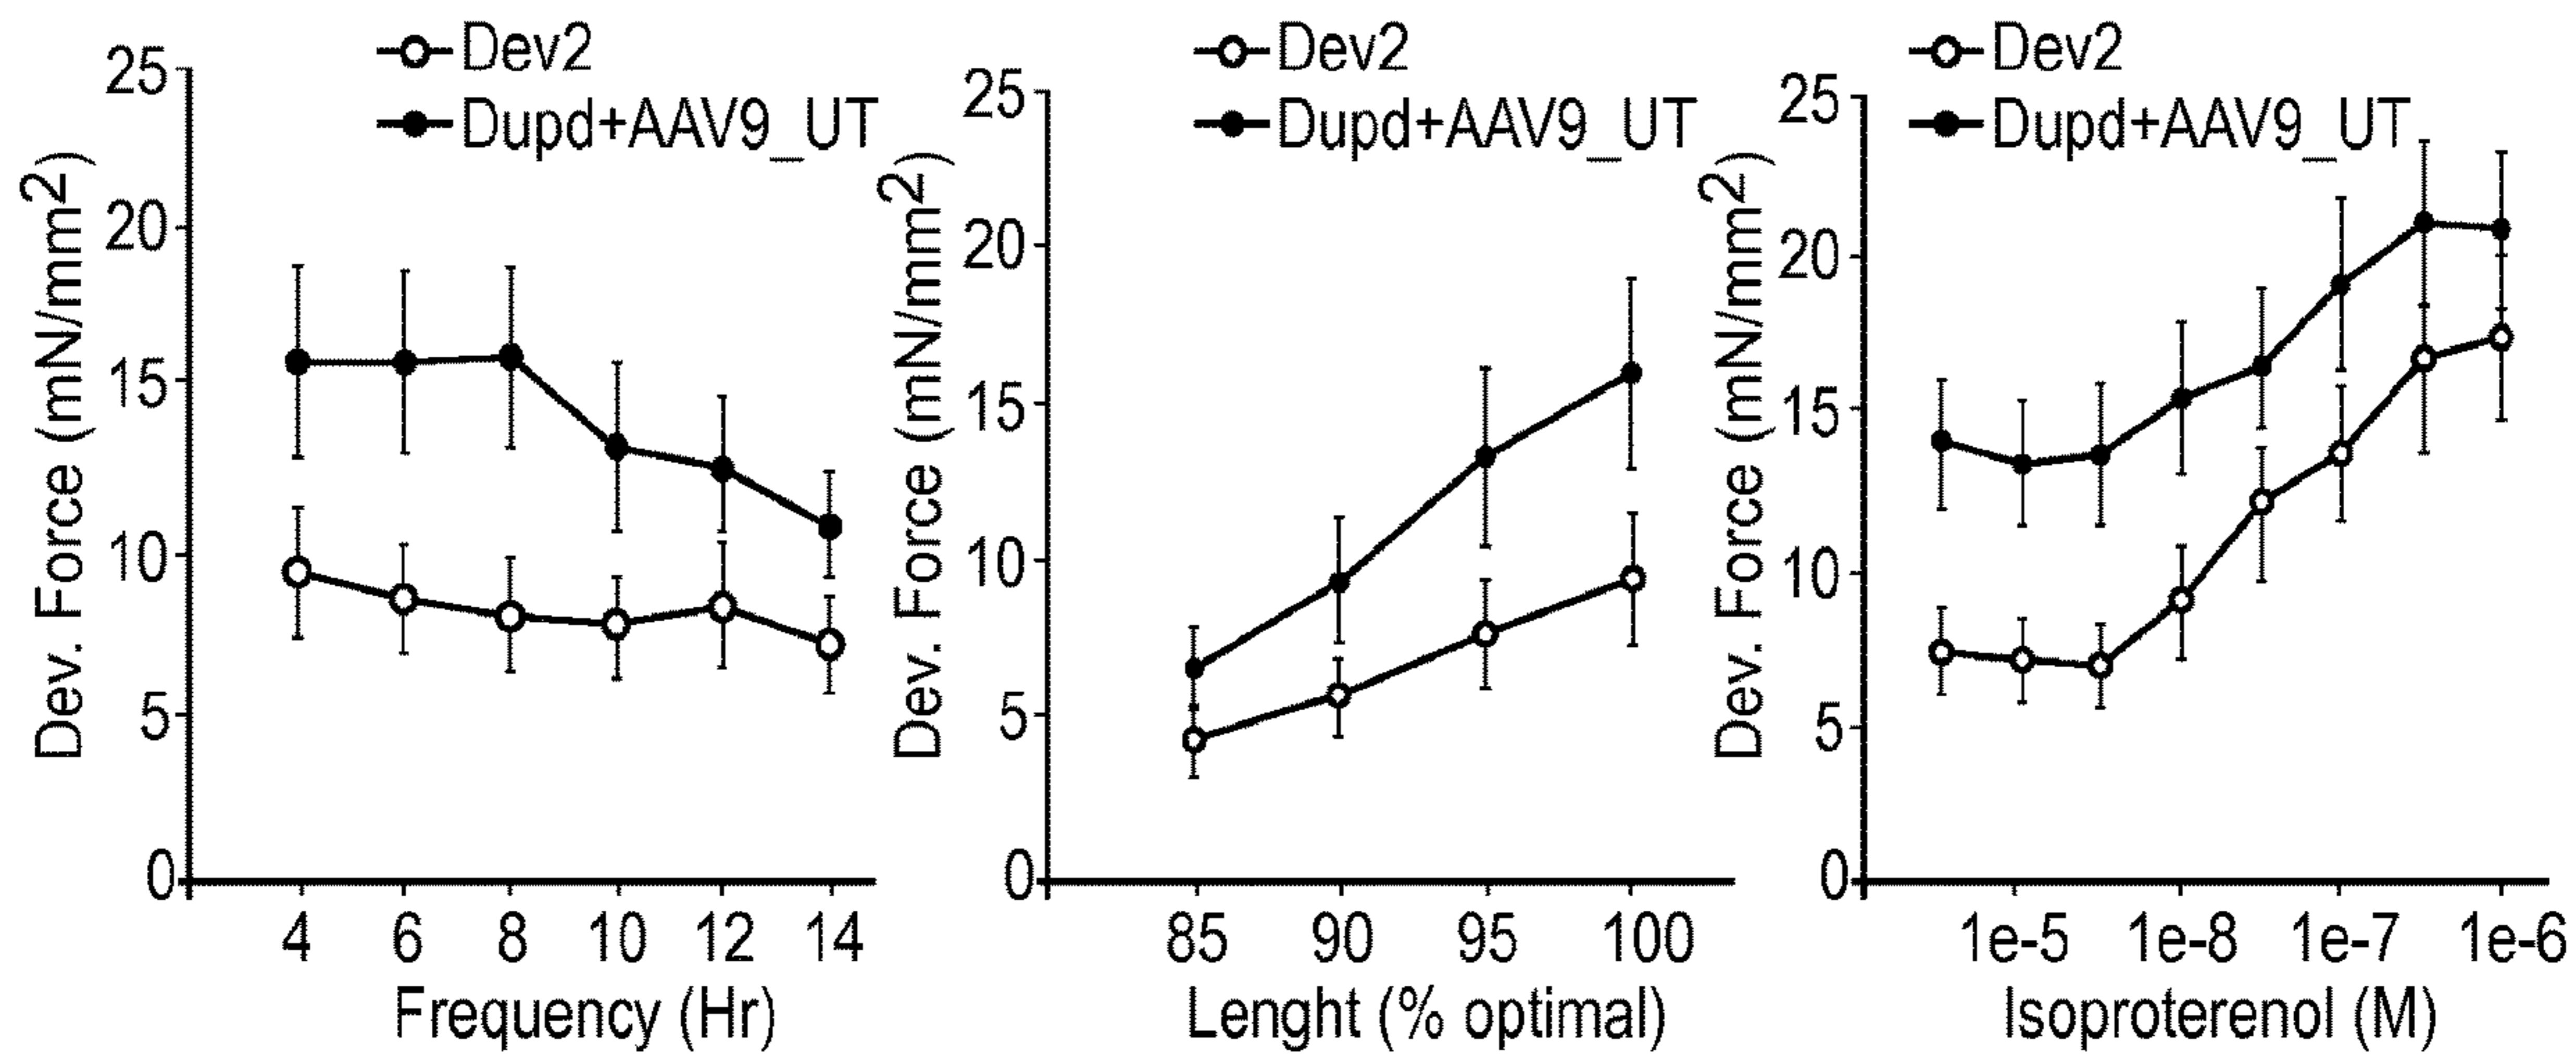 Dev2
Dupd+AAV9_UT
25
20
15
10
5
0
Dev. Force (mN/mm2)
4 6 8 10 12 14
Frequency (Hr)
Dev2
Dupd+AAV9_UT
25
20
15
10
5
0
Dev. Force (mN/mm2)
85 90 95 100
Lenght (% optimal)
Dev2
Dupd+AAV9_UT
25
20
15
10
5
0
Dev. Force (mN/mm2)
1e-5 1e-8 1e-7 1e-6
Isoproterenol (M)